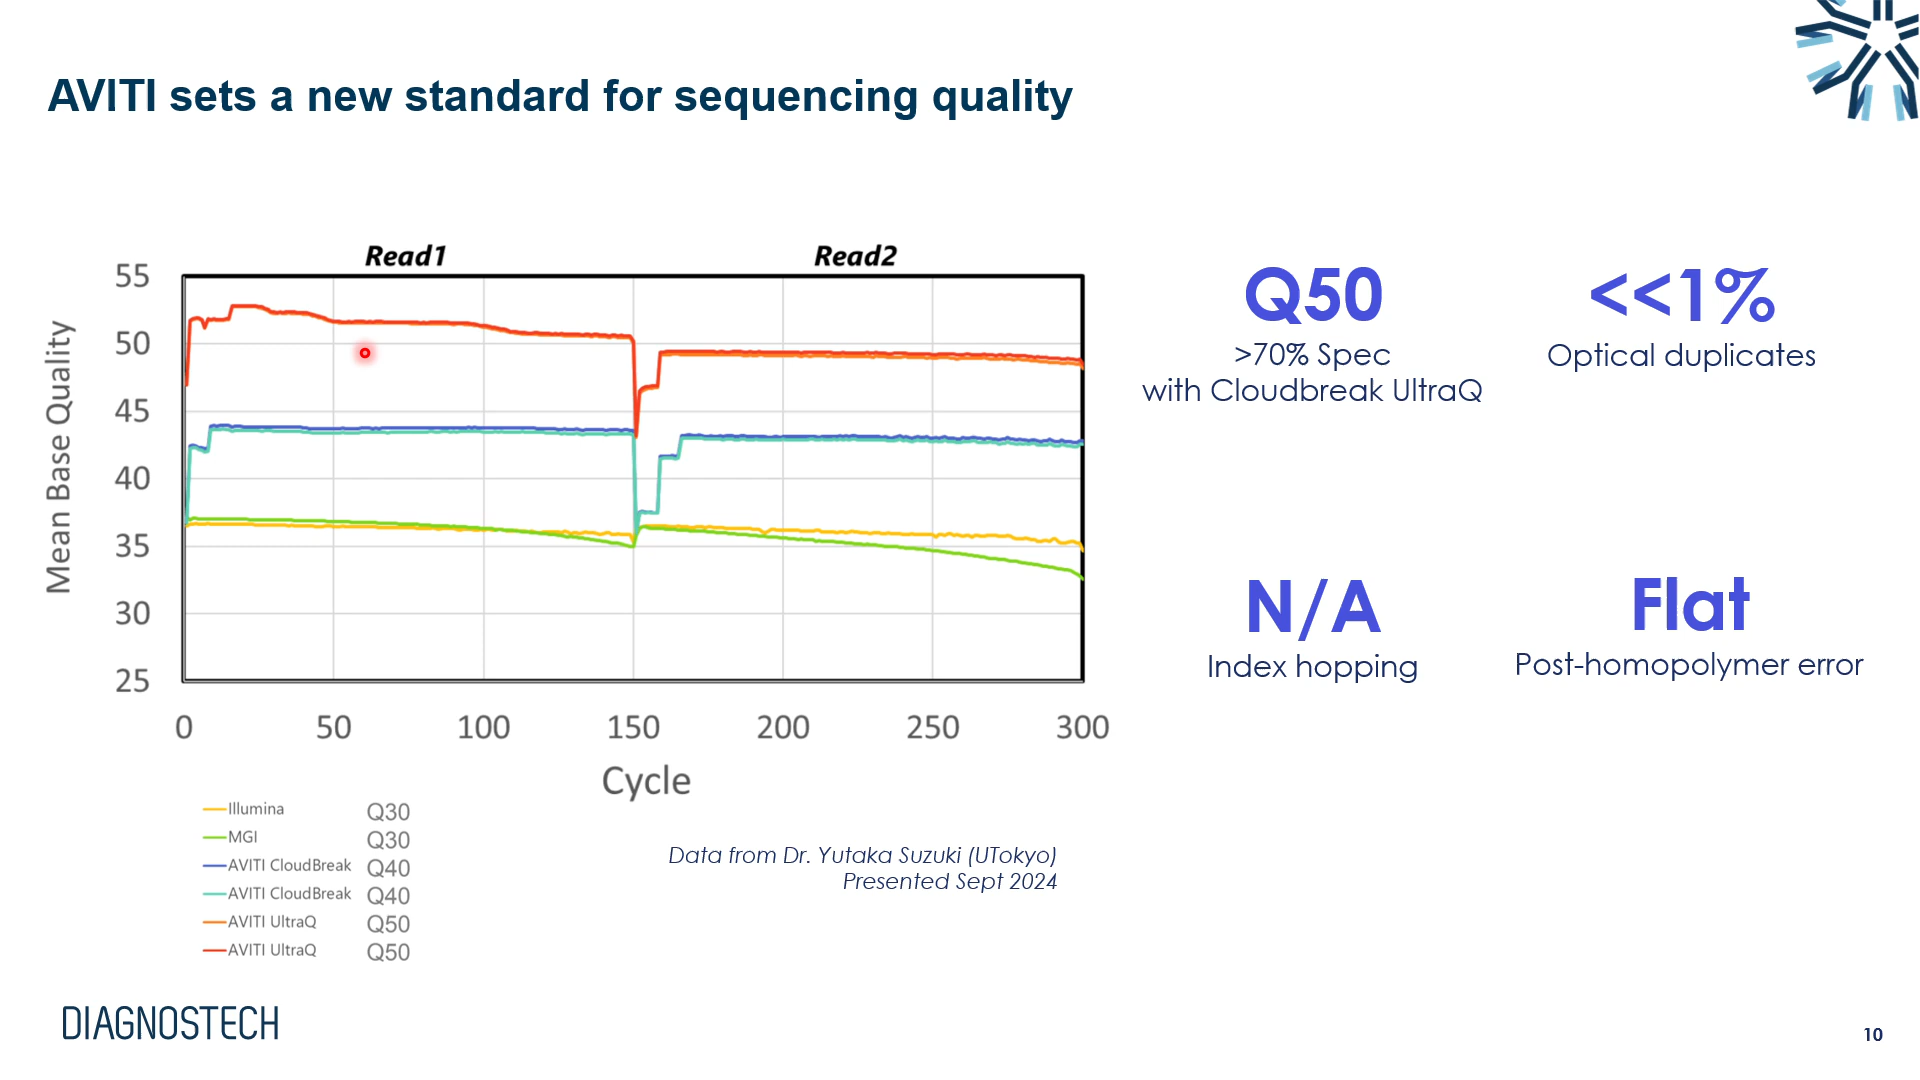 AVITI sets a new standard for sequencing quality
Read1
Read2
55
50
45
40
35
30
25
Mean Base Quality
0
50
100
150
200
250
300
Cycle
Illumina Q30
MGI Q30
AVITI CloudBreak Q40
AVITI CloudBreak Q40
AVITI UltraQ Q50
AVITI UltraQ Q50
Data from Dr. Yutaka Suzuki (UTokyo)
Presented Sept 2024
Q50
>70% Spec
with Cloudbreak UltraQ
<<1%
Optical duplicates
N/A
Index hopping
Flat
Post-homopolymer error
DIAGNOSTECH
10